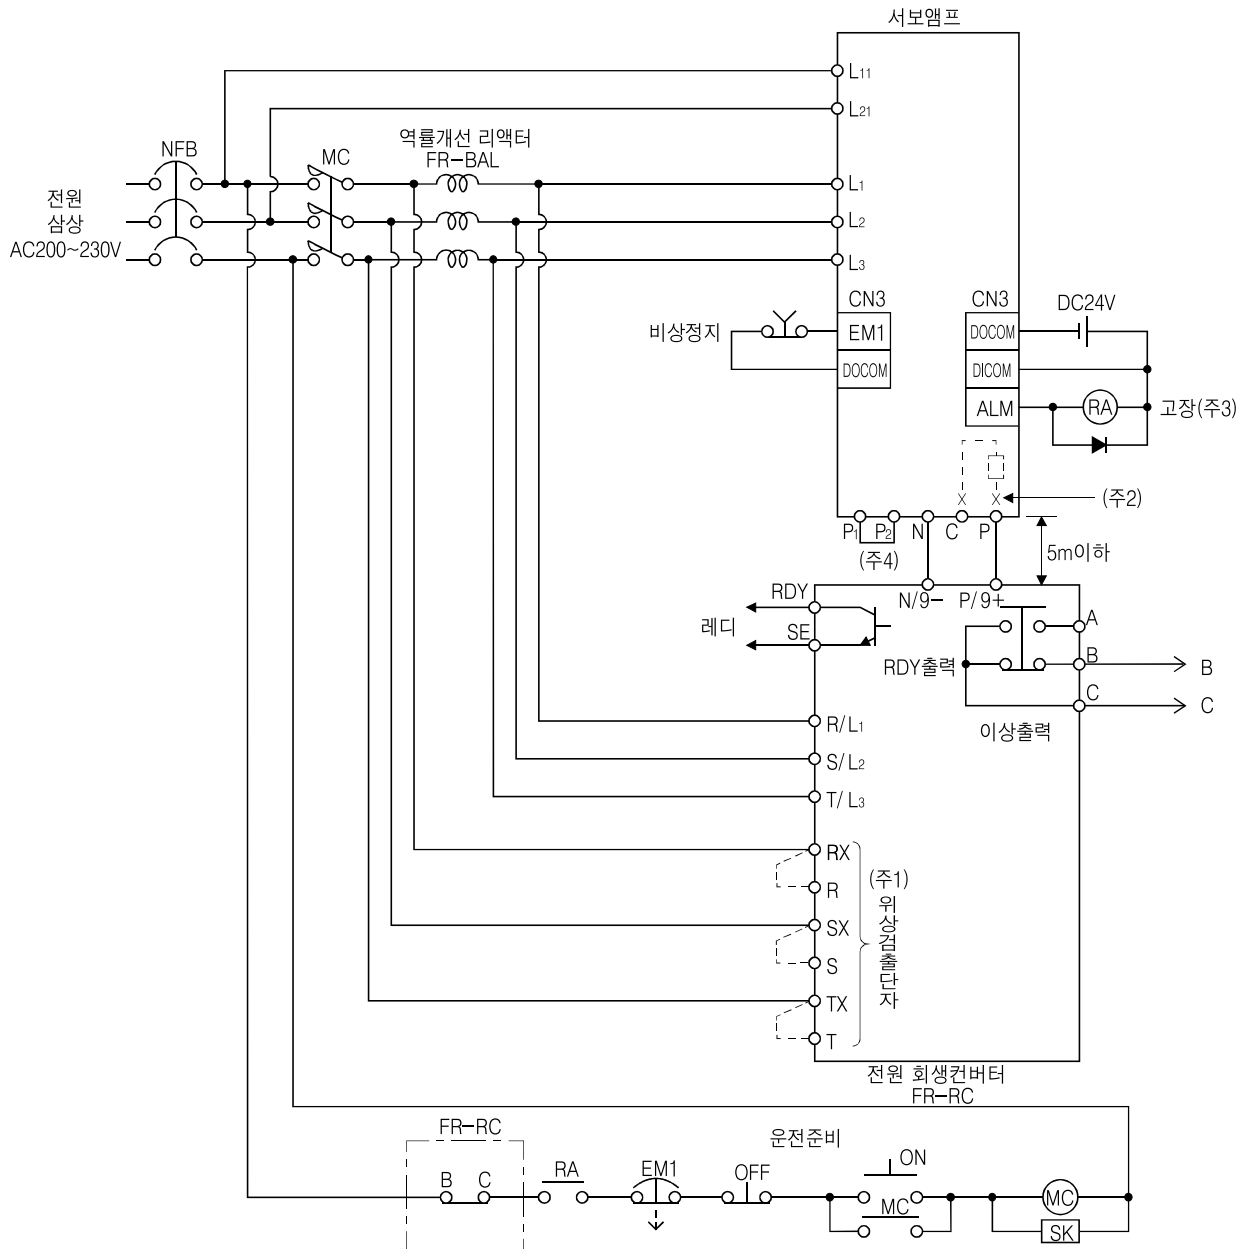 서보앰프
L11
L21
역률개선 리액터
FR-BAL
NFB
MC
전원
삼상
AC200~230V
L1
L2
L3
CN3
CN3
DC24V
비상정지
EM1
DOCOM
DOCOM
DICOM
ALM
RA
고장(주3)
(주2)
P1
P2
N
C
P
(주4)
5m이하
RDY
N/9-
P/9+
레디
SE
A
B
RDY출력
B
C
C
이상출력
R/L1
S/L2
T/L3
RX
R
(주1)
위상검출단자
SX
S
TX
T
전원 회생컨버터
FR-RC
FR-RC
운전준비
B
C
RA
EM1
OFF
ON
MC
MC
SK